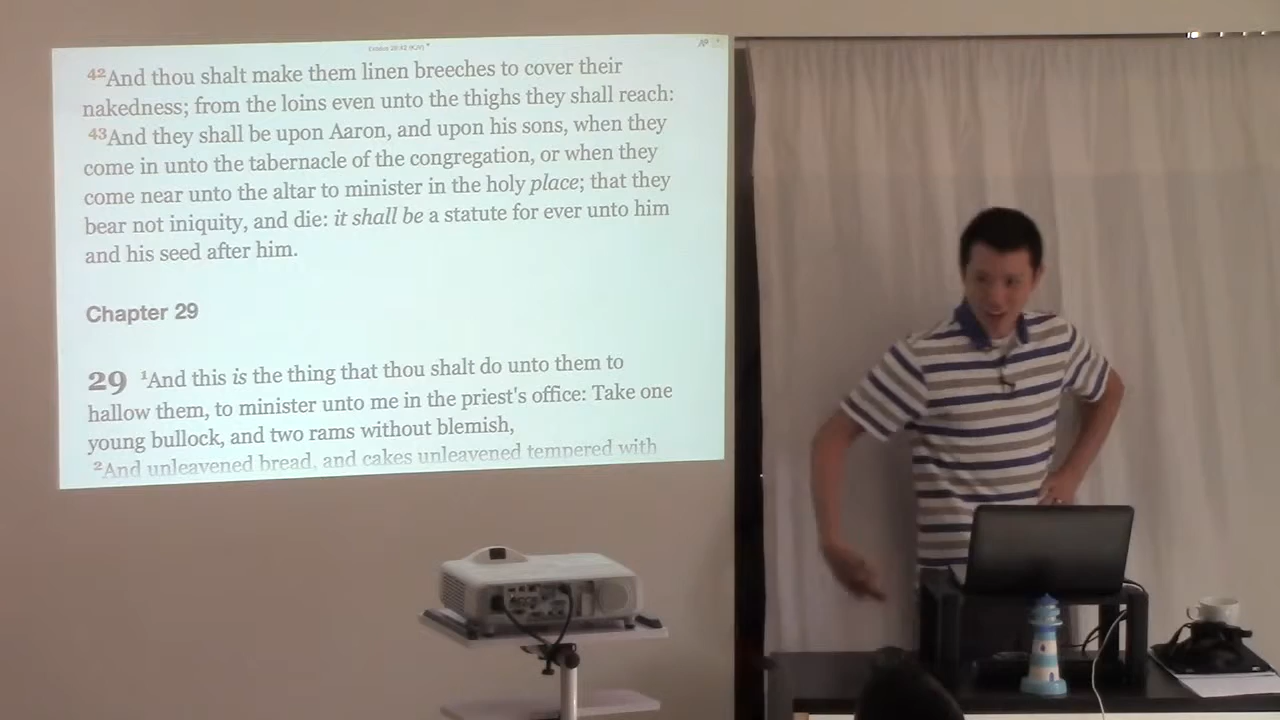 Exodus 28:42 (KJV)
42And thou shalt make them linen breeches to cover their
nakedness; from the loins even unto the thighs they shall reach:
43And they shall be upon Aaron, and upon his sons, when they
come in unto the tabernacle of the congregation, or when they
come near unto the altar to minister in the holy place; that they
bear not iniquity, and die: it shall be a statute for ever unto him
and his seed after him.
Chapter 29
29 1And this is the thing that thou shalt do unto them to
hallow them, to minister unto me in the priest's office: Take one
young bullock, and two rams without blemish,
2And unleavened bread, and cakes unleavened tempered with